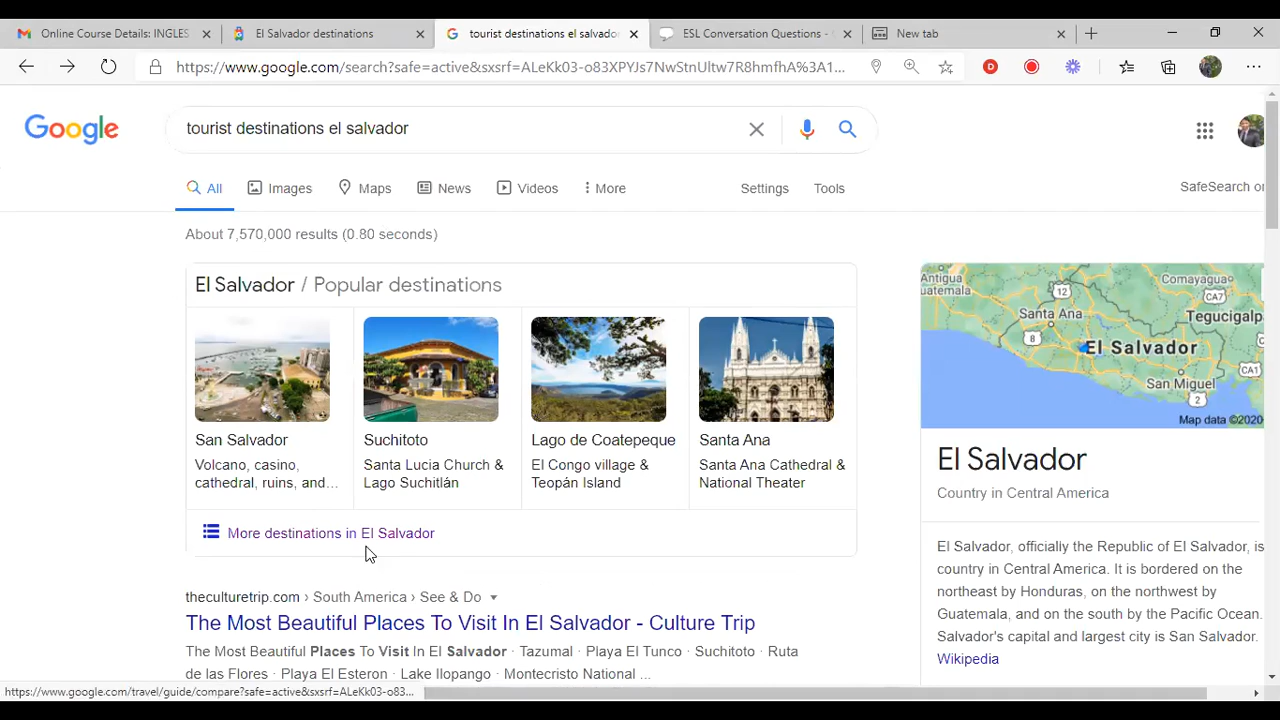 Online Course Details: INGLES
El Salvador destinations
tourist destinations el salvador
ESL Conversation Questions -
New tab
https://www.google.com/search?safe=active&sxsrf=ALeKk03-o83XPYJs7NwStnUltw7R8hmfhA%3A1...
Google
tourist destinations el salvador
All
Images
Maps
News
Videos
More
Settings
Tools
SafeSearch on
About 7,570,000 results (0.80 seconds)
El Salvador / Popular destinations
San Salvador
Volcano, casino,
cathedral, ruins, and...
Suchitoto
Santa Lucia Church &
Lago Suchitlán
Lago de Coatepeque
El Congo village &
Teopán Island
Santa Ana
Santa Ana Cathedral &
National Theater
More destinations in El Salvador
theculturetrip.com › South America › See & Do
The Most Beautiful Places To Visit In El Salvador - Culture Trip
The Most Beautiful Places To Visit In El Salvador · Tazumal · Playa El Tunco · Suchitoto · Ruta
de las Flores · Playa El Esteron · Lake Ilopango · Montecristo National ...
Antigua
Guatemala
12
Comayagua
CA7
Santa Ana
Tegucigalp
8
El Salvador
CA1
San Miguel
2
Map data ©2020
El Salvador
Country in Central America
El Salvador, officially the Republic of El Salvador, is
country in Central America. It is bordered on the
northeast by Honduras, on the northwest by
Guatemala, and on the south by the Pacific Ocean.
Salvador's capital and largest city is San Salvador.
Wikipedia
https://www.google.com/travel/guide/compare?safe=active&sxsrf=ALeKk03-o83...